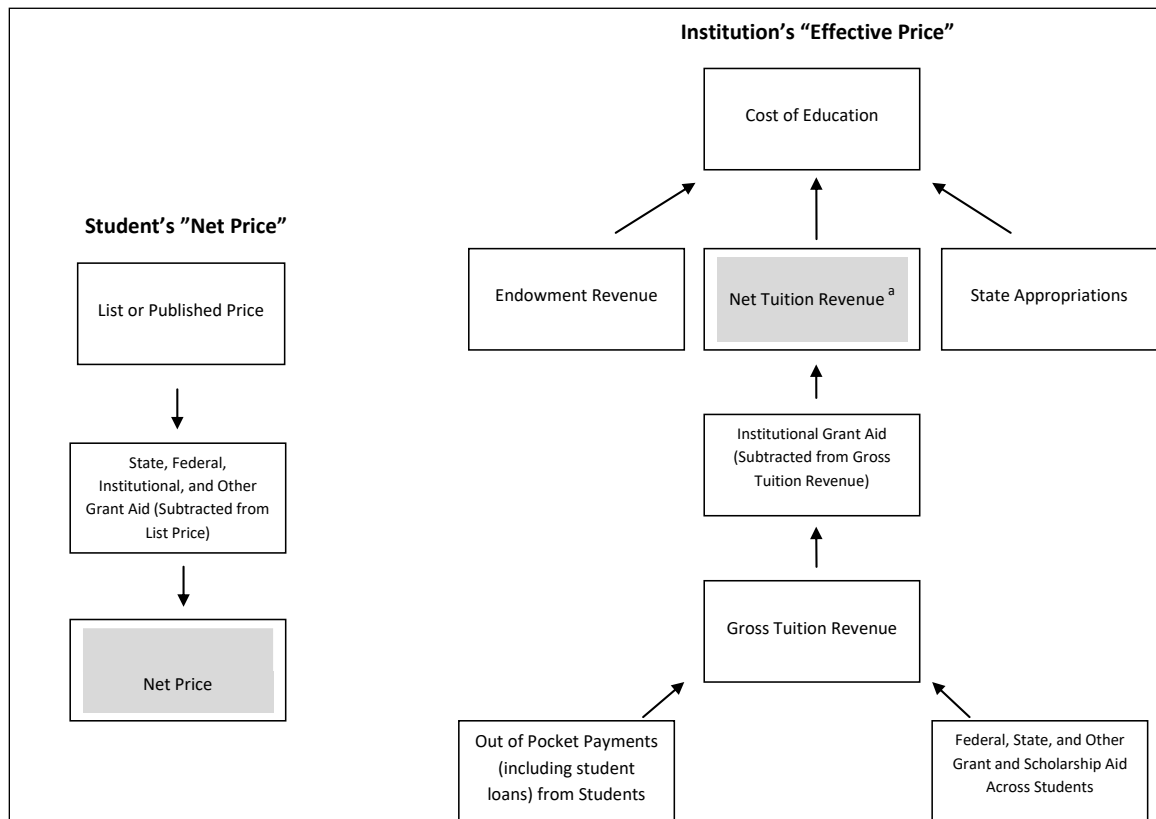 Institution’s “Effective Price”
Cost of Education
Student’s ”Net Price”
List or Published Price
Endowment Revenue
Net Tuition Revenue a
State Appropriations
State, Federal,
Institutional, and Other
Grant Aid (Subtracted from
List Price)
Institutional Grant Aid
(Subtracted from Gross
Tuition Revenue)
Net Price
Gross Tuition Revenue
Out of Pocket Payments
(including student
loans) from Students
Federal, State, and Other
Grant and Scholarship Aid
Across Students